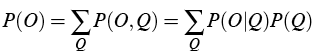 P(O) = ∑_Q P(O, Q) = ∑_Q P(O|Q)P(Q)